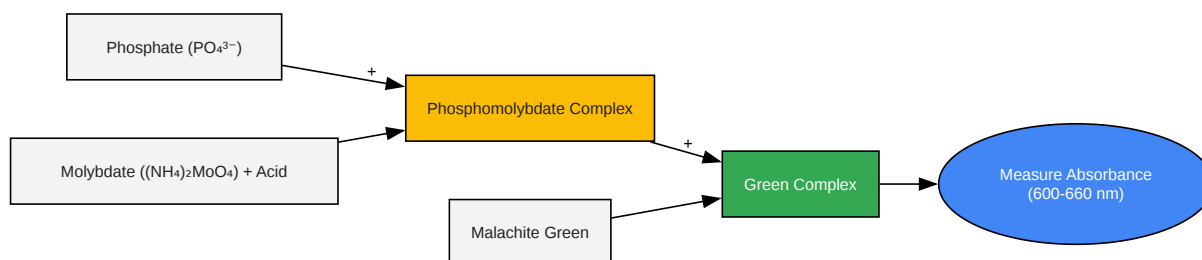 Phosphate (PO₄³⁻)
+
Phosphomolybdate Complex
Molybdate ((NH₄)₂MoO₄) + Acid
+
Green Complex
Measure Absorbance
(600-660 nm)
Malachite Green